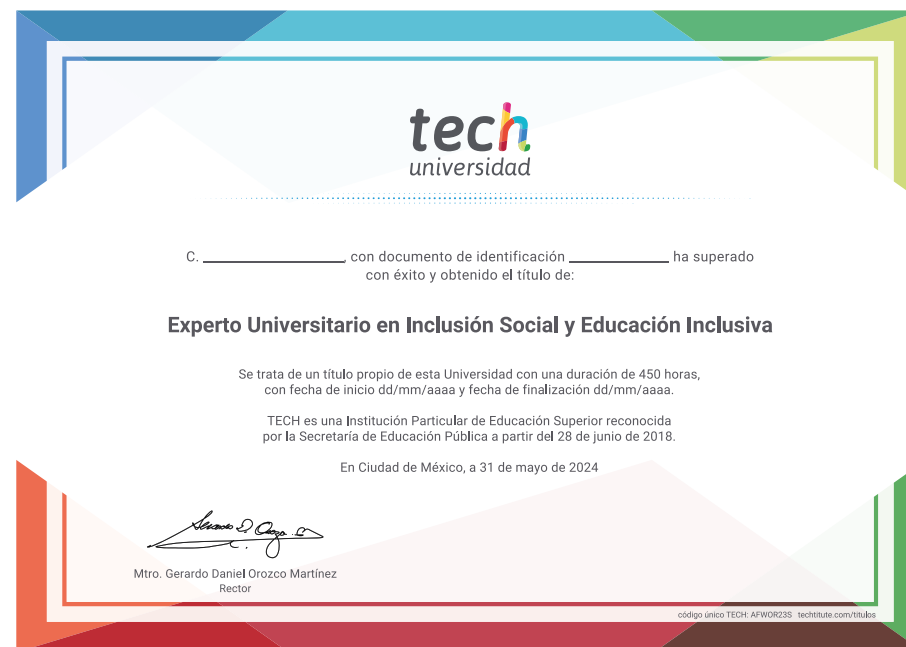 tech
universidad
C. ____________, con documento de identificación ____________ ha superado
con éxito y obtenido el título de:
Experto Universitario en Inclusión Social y Educación Inclusiva
Se trata de un título propio de esta Universidad con una duración de 450 horas,
con fecha de inicio dd/mm/aaaa y fecha de finalización dd/mm/aaaa.
TECH es una Institución Particular de Educación Superior reconocida
por la Secretaría de Educación Pública a partir del 28 de junio de 2018.
En Ciudad de México, a 31 de mayo de 2024
Mtro. Gerardo Daniel Orozco Martínez
Rector
código único TECH: AFWOR23S techtitute.com/titulos